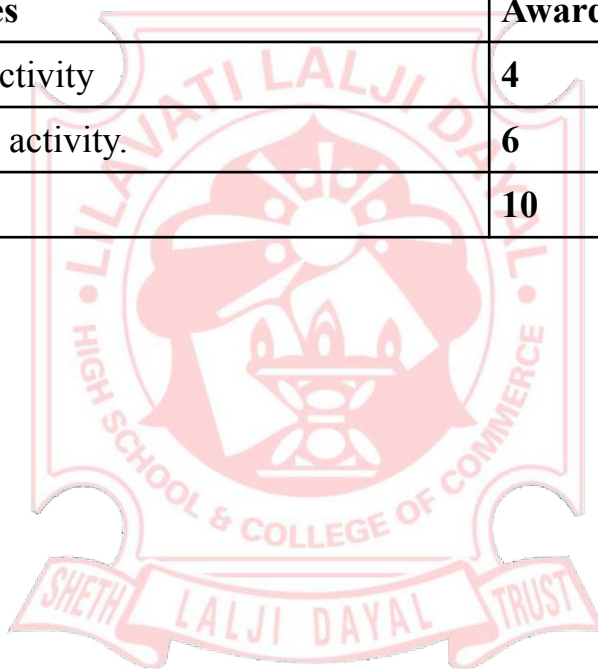 es Award
ctivity 4
activity. 6
10
• LILAVATI LALJI DAYAL •
HIGH SCHOOL & COLLEGE OF COMMERCE
SHETH LALJI DAYAL TRUST